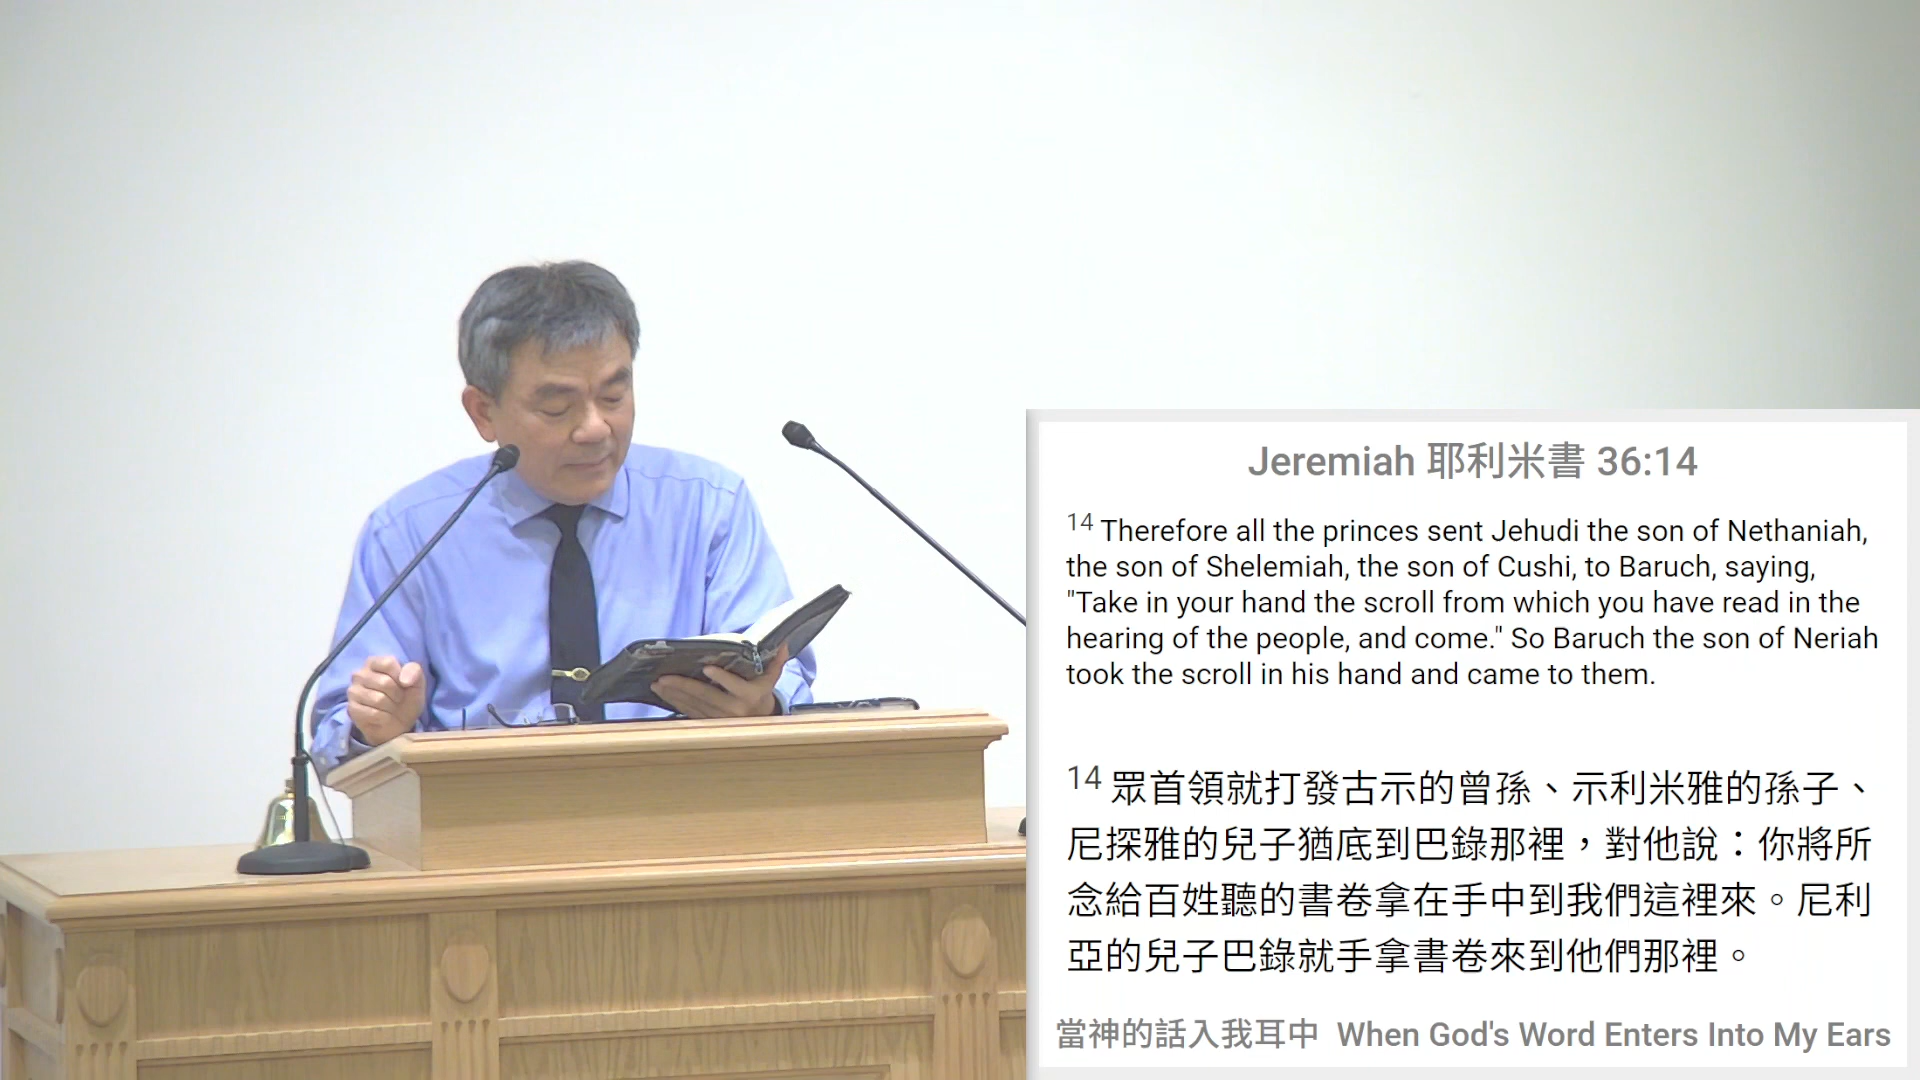 Jeremiah 耶利米書 36:14
14 Therefore all the princes sent Jehudi the son of Nethaniah,
the son of Shelemiah, the son of Cushi, to Baruch, saying,
"Take in your hand the scroll from which you have read in the
hearing of the people, and come." So Baruch the son of Neriah
took the scroll in his hand and came to them.
14 眾首領就打發古示的曾孫、示利米雅的孫子、
尼探雅的兒子猶底到巴錄那裡，對他說：你將所
念給百姓聽的書卷拿在手中到我們這裡來。尼利
亞的兒子巴錄就手拿書卷來到他們那裡。
當神的話入我耳中 When God's Word Enters Into My Ears